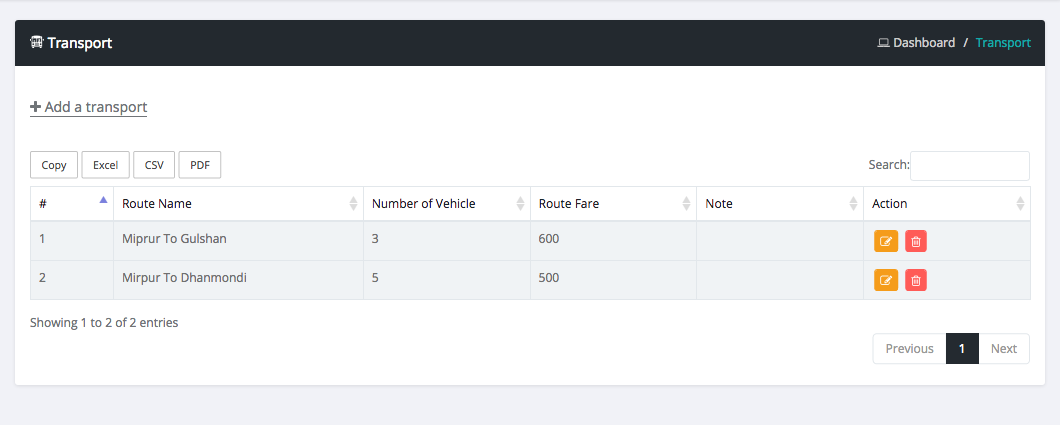 Transport
Dashboard / Transport
Add a transport
Copy Excel CSV PDF
Search:
# Route Name Number of Vehicle Route Fare Note Action
1 Miprur To Gulshan 3 600
2 Mirpur To Dhanmondi 5 500
Showing 1 to 2 of 2 entries
Previous 1 Next